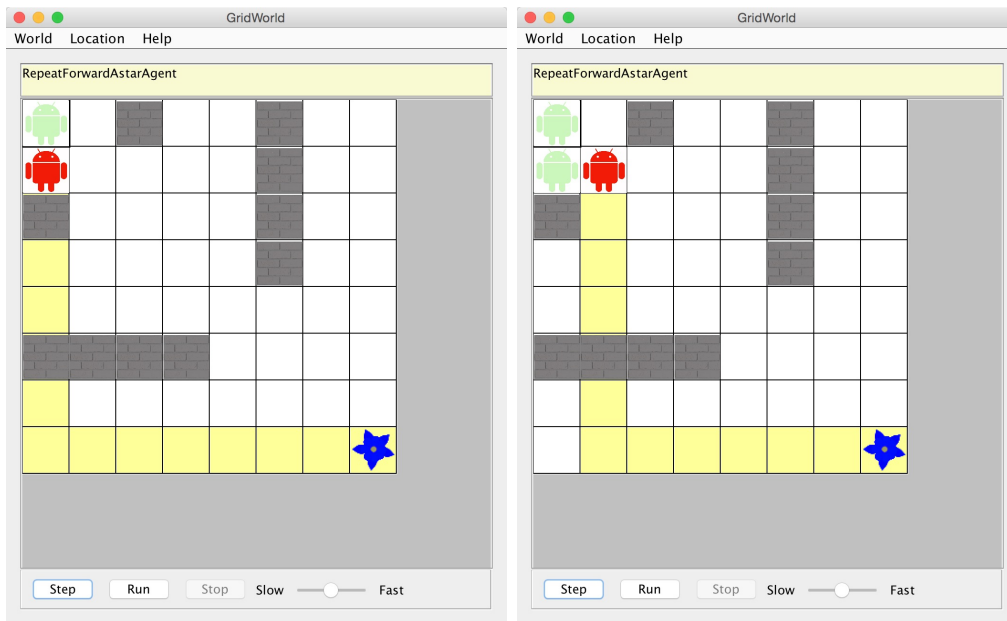 GridWorld
World Location Help
RepeatForwardAstarAgent
Step Run Stop Slow Fast
GridWorld
World Location Help
RepeatForwardAstarAgent
Step Run Stop Slow Fast